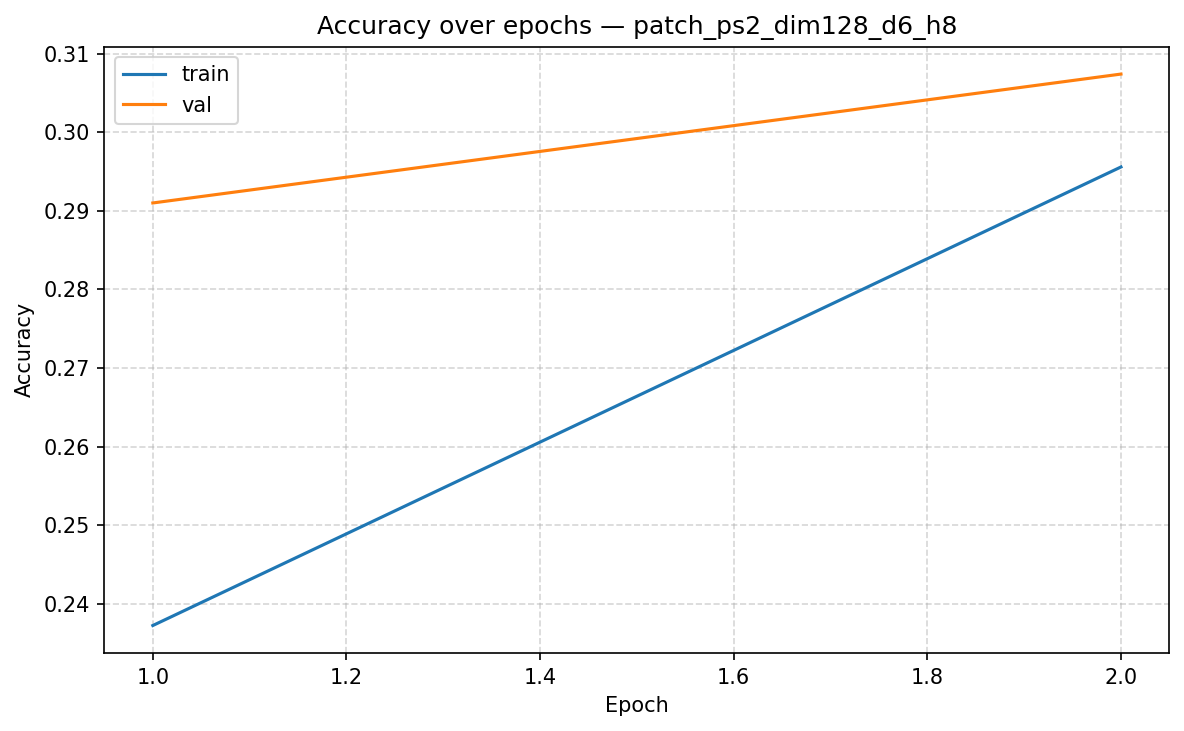 Accuracy over epochs — patch_ps2_dim128_d6_h8
train
val
0.31
0.30
0.29
0.28
0.27
0.26
0.25
0.24
Accuracy
1.0 1.2 1.4 1.6 1.8 2.0
Epoch